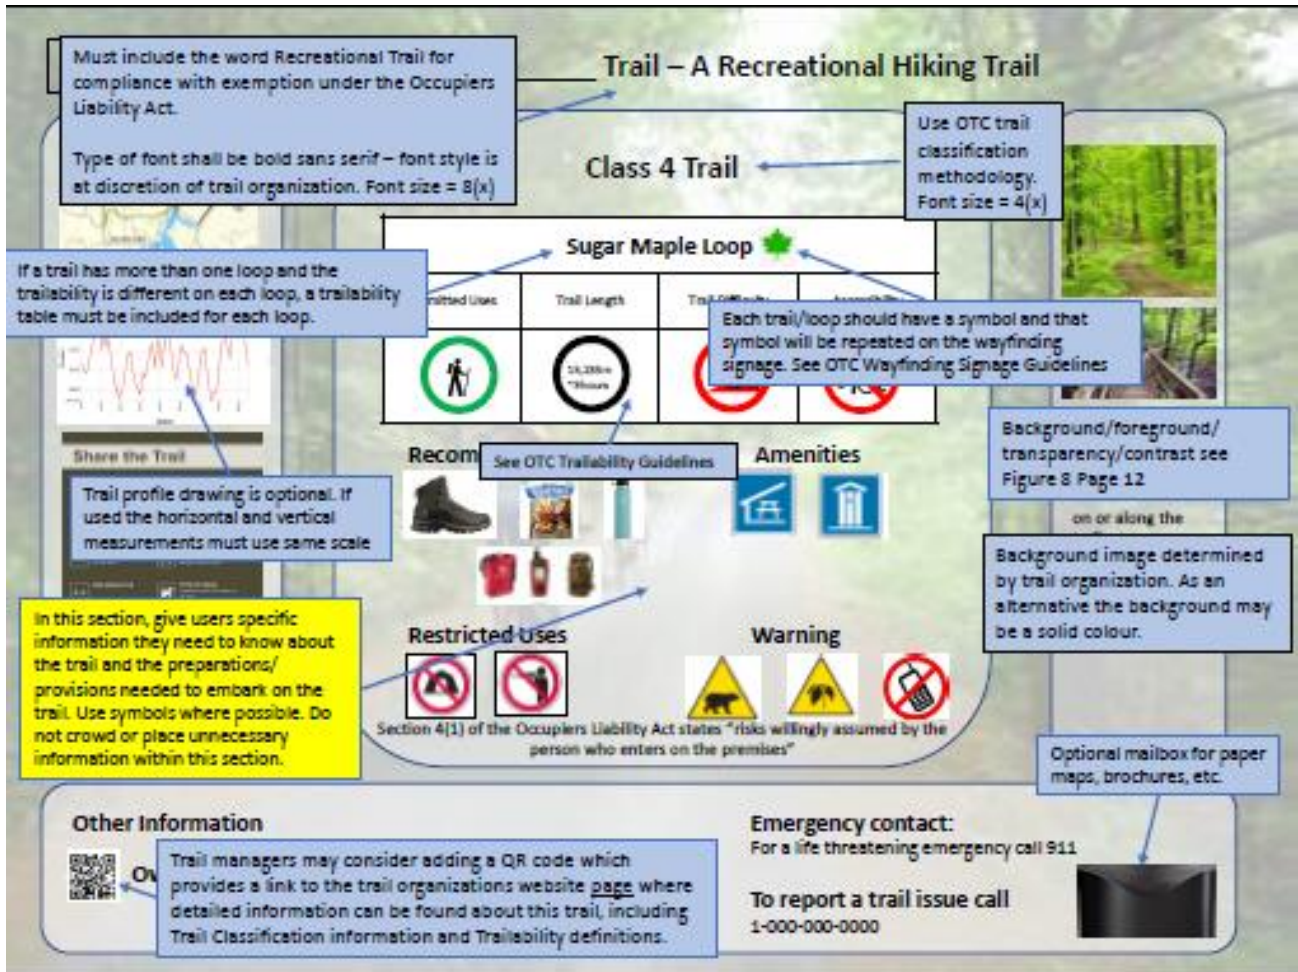 Must include the word Recreational Trail for
compliance with exemption under the Occupiers
Liability Act.
Type of font shall be bold sans serif – font style is
at discretion of trail organization. Font size = 8(x)
Trail – A Recreational Hiking Trail
Use OTC trail
classification
methodology.
Font size = 4(x)
Class 4 Trail
Sugar Maple Loop
If a trail has more than one loop and the
trailability is different on each loop, a trailability
table must be included for each loop.
mitted Uses
Trail Length
Each trail/loop should have a symbol and that
symbol will be repeated on the wayfinding
signage. See OTC Wayfinding Signage Guidelines
Share the Trail
Trail profile drawing is optional. If
used the horizontal and vertical
measurements must use same scale
Recom
See OTC Trailability Guidelines
Amenities
Background/foreground/
transparency/contrast see
Figure 8 Page 12
on or along the
Background image determined
by trail organization. As an
alternative the background may
be a solid colour.
In this section, give users specific
information they need to know about
the trail and the preparations/
provisions needed to embark on the
trail. Use symbols where possible. Do
not crowd or place unnecessary
information within this section.
Restricted Uses
Warning
Section 4(1) of the Occupiers Liability Act states "risks willingly assumed by the
person who enters on the premises"
Optional mailbox for paper
maps, brochures, etc.
Other Information
Trail managers may consider adding a QR code which
provides a link to the trail organizations website page where
detailed information can be found about this trail, including
Trail Classification information and Trailability definitions.
Emergency contact:
For a life threatening emergency call 911
To report a trail issue call
1-000-000-0000